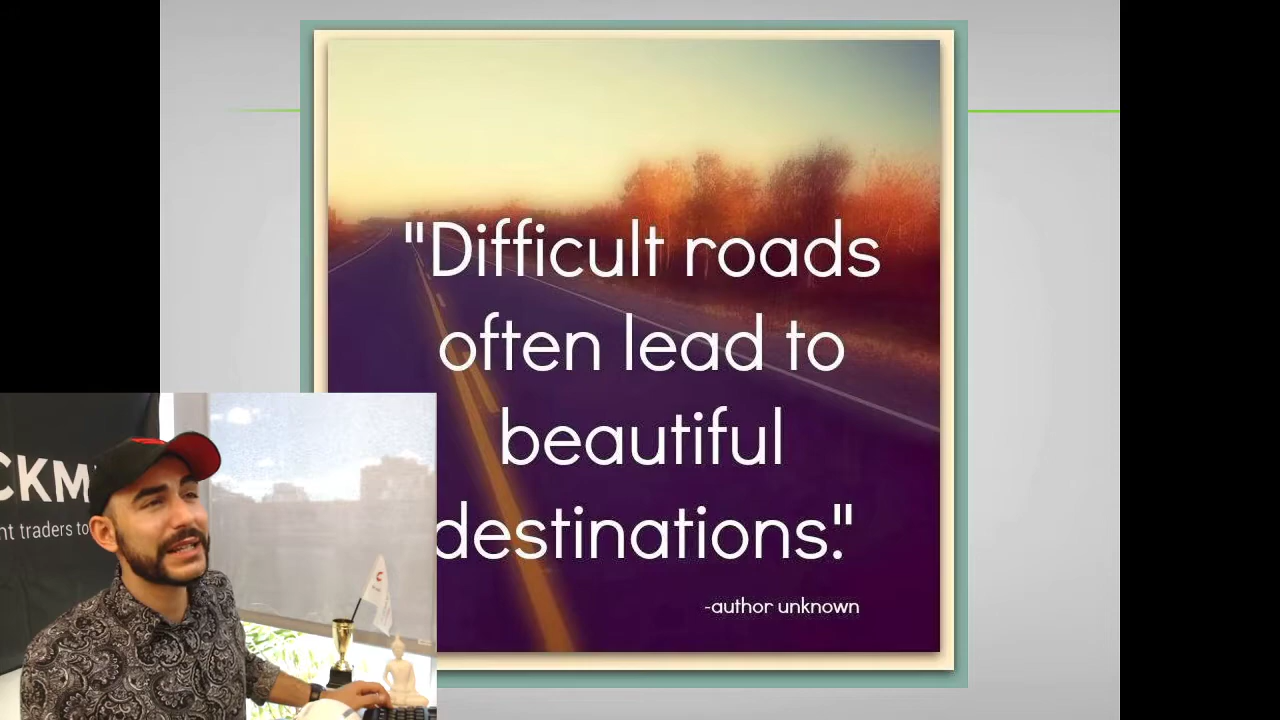 "Difficult roads
often lead to
beautiful
destinations."
-author unknown
CKM
nt traders to